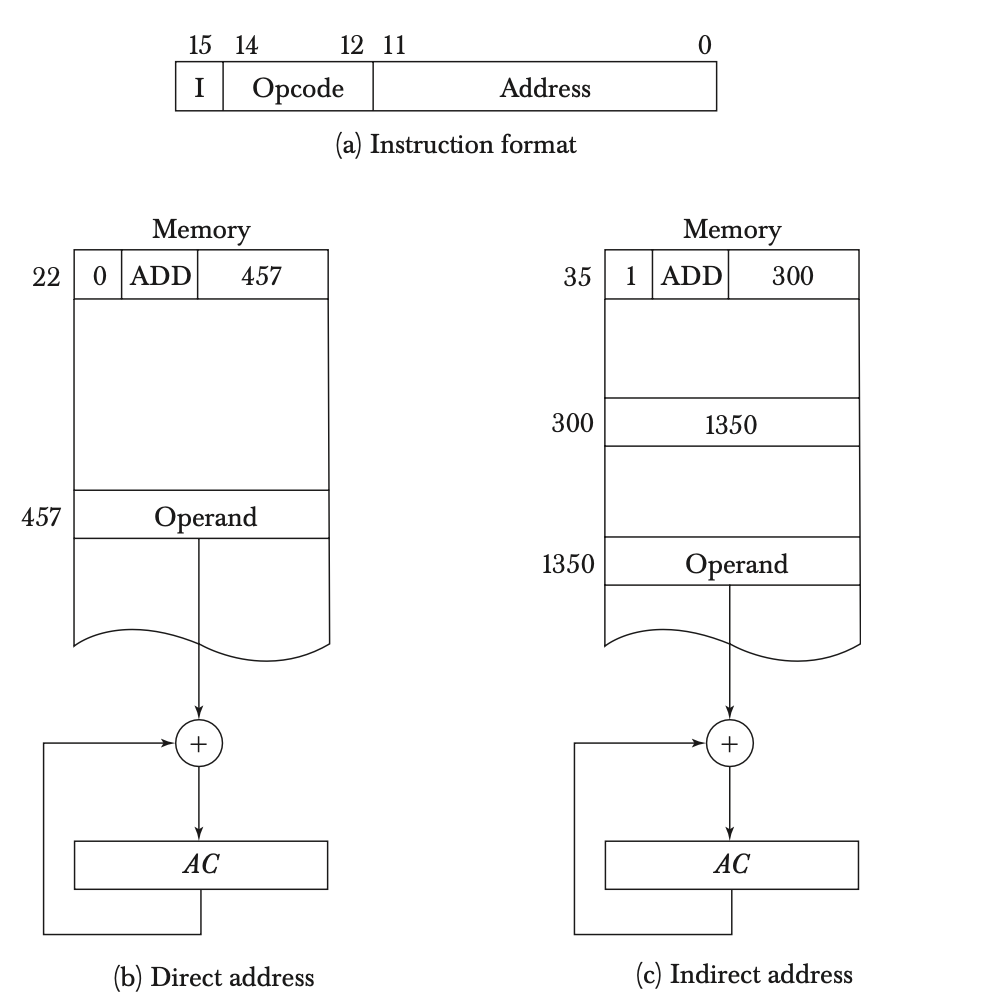 15 14 12 11 0
I Opcode Address
(a) Instruction format
Memory
22 0 ADD 457
457 Operand
+
AC
(b) Direct address
Memory
35 1 ADD 300
300 1350
1350 Operand
+
AC
(c) Indirect address